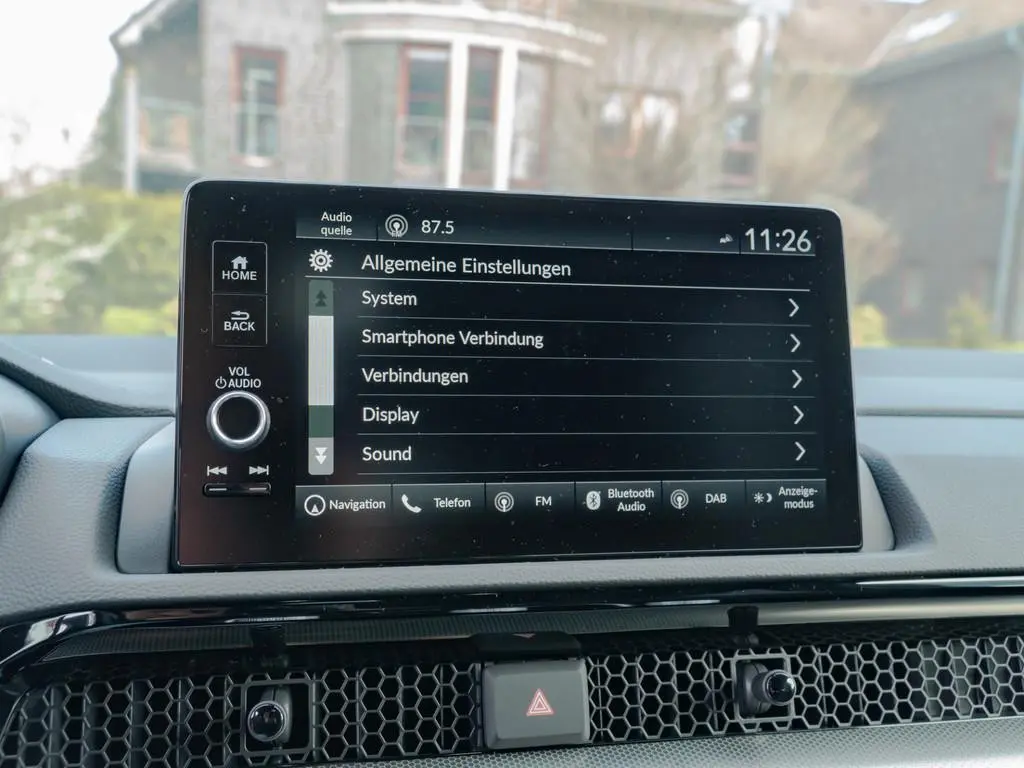 Audio
quelle
FM
87.5
11:26
HOME
BACK
VOL
AUDIO
Allgemeine Einstellungen
System
Smartphone Verbindung
Verbindungen
Display
Sound
Navigation
Telefon
FM
Bluetooth
Audio
DAB
Anzeige-
modus